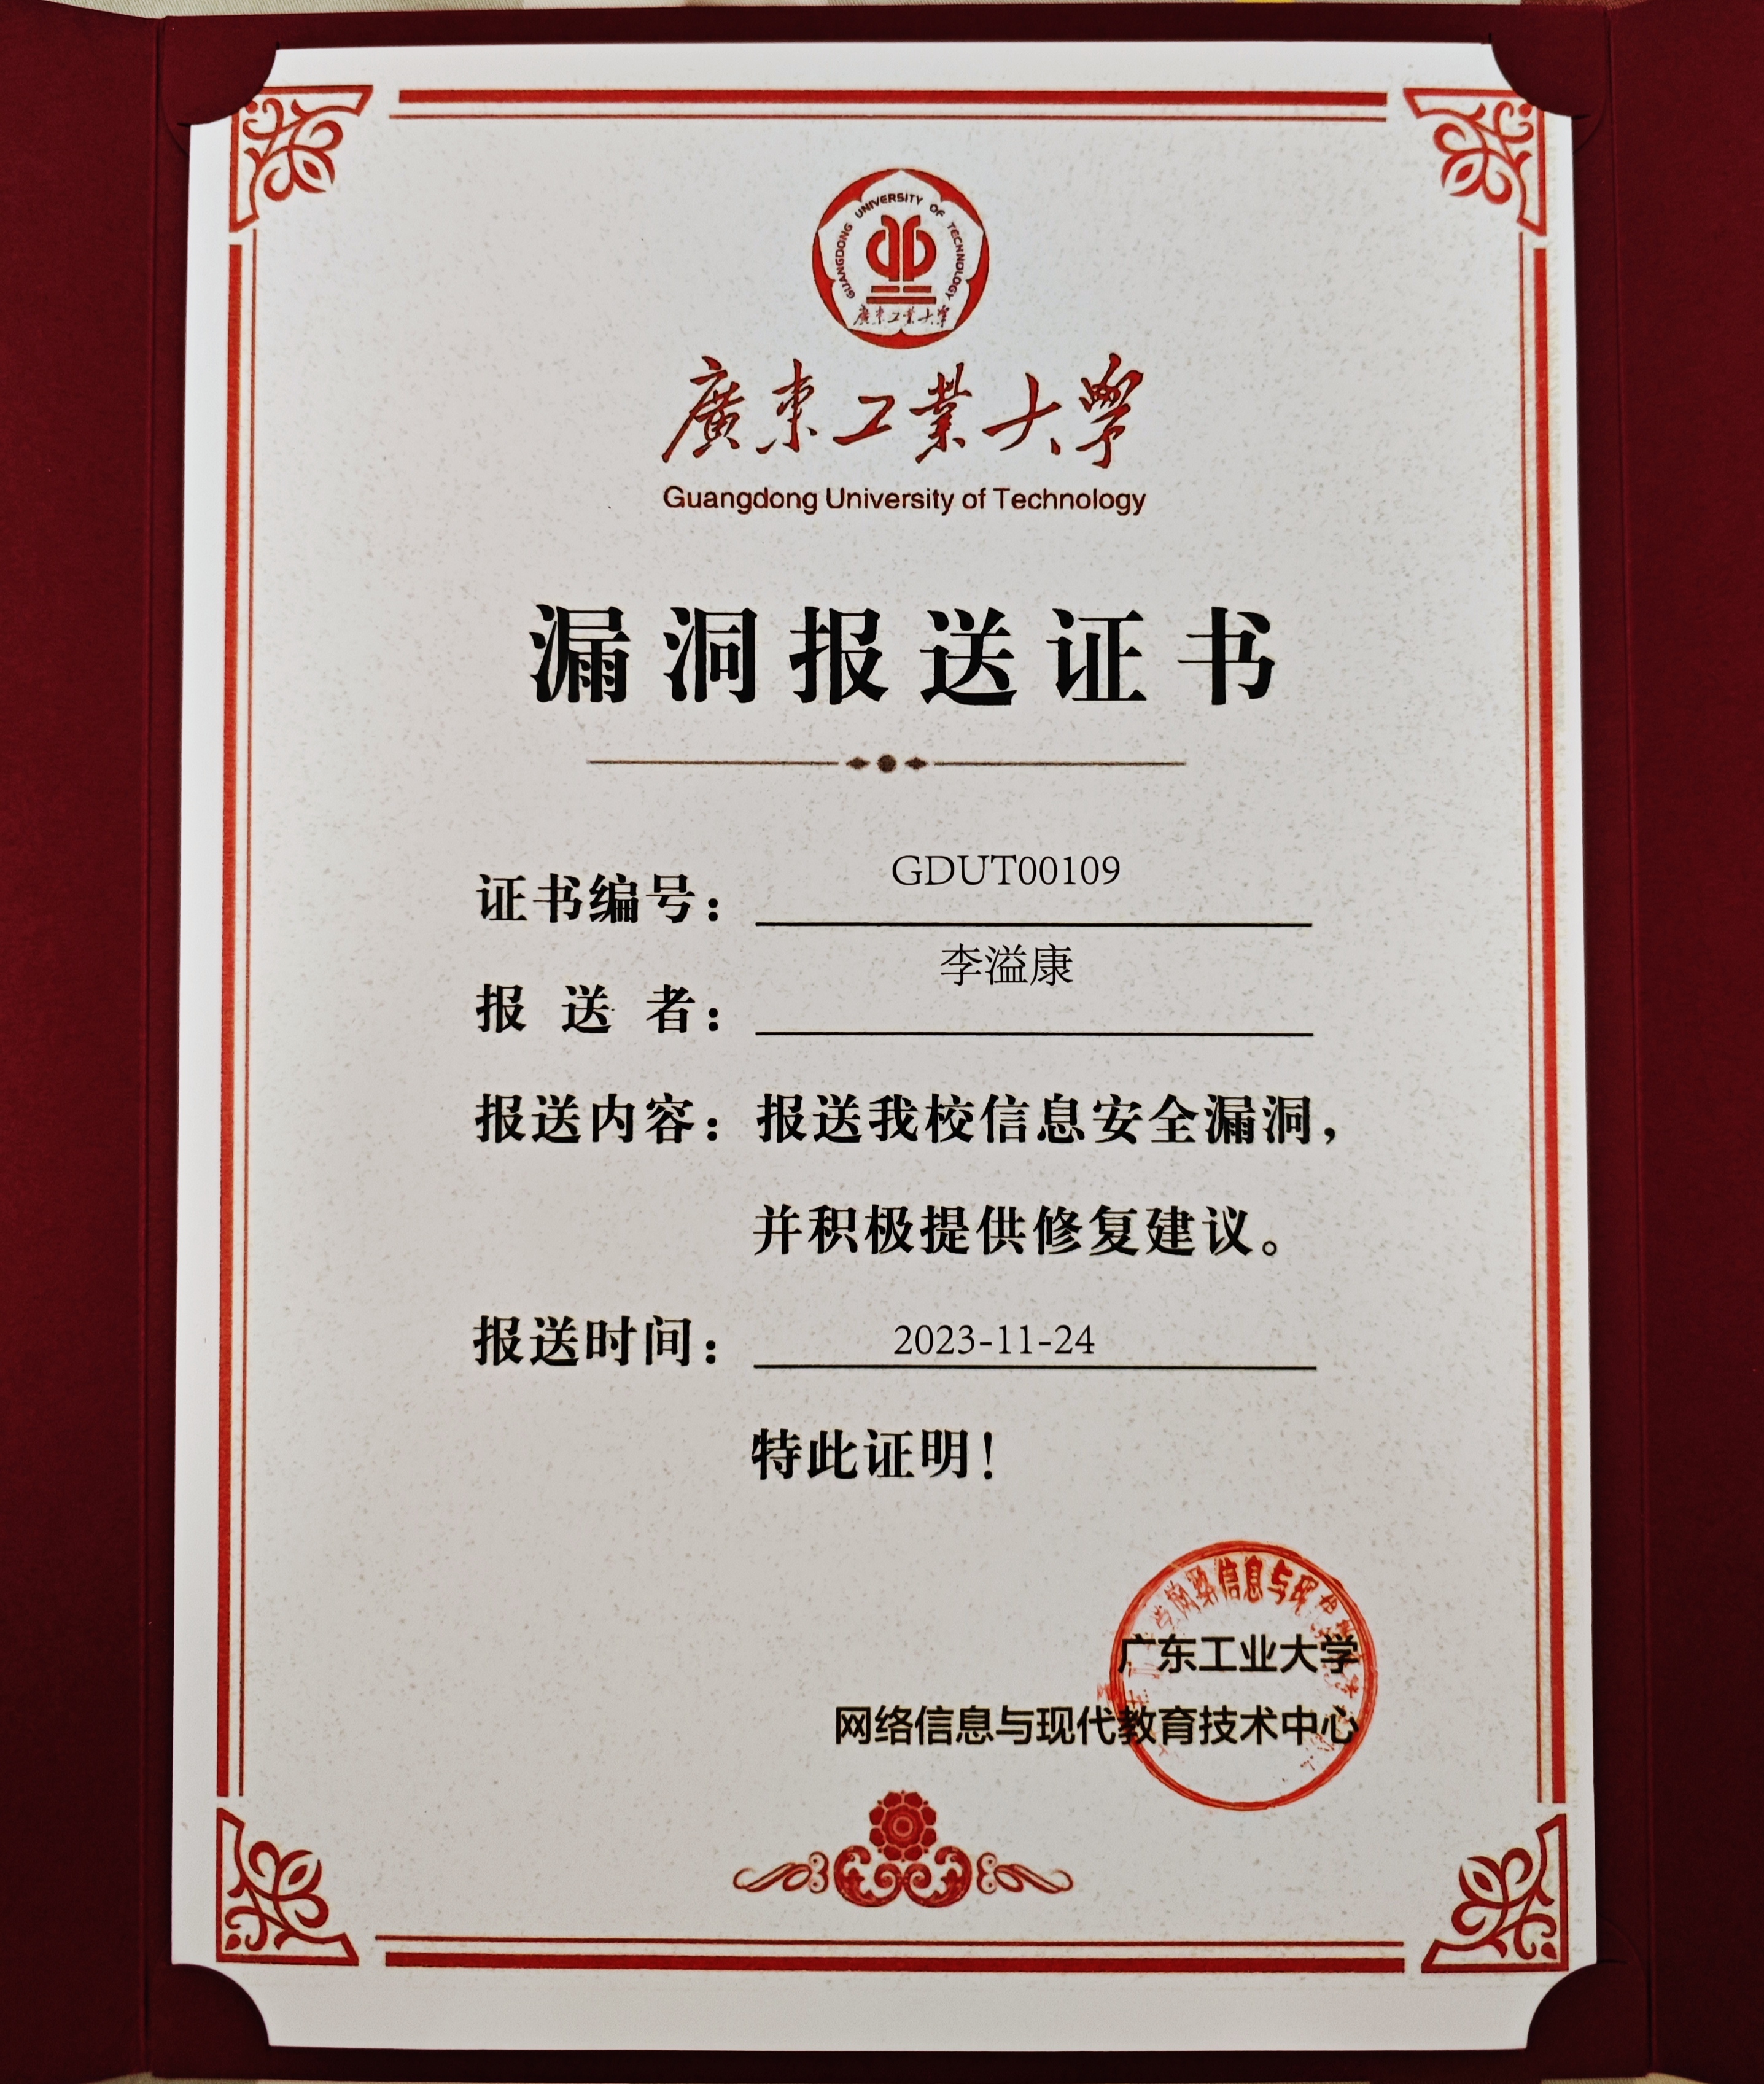 GUANGDONG UNIVERSITY OF TECHNOLOGY
廣東工業大學
廣東工業大學
Guangdong University of Technology
漏洞报送证书
证书编号：GDUT00109
报送者：李溢康
报送内容：报送我校信息安全漏洞，
并积极提供修复建议。
报送时间：2023-11-24
特此证明！
学网络信息与现代
广东工业大学
网络信息与现代教育技术中心